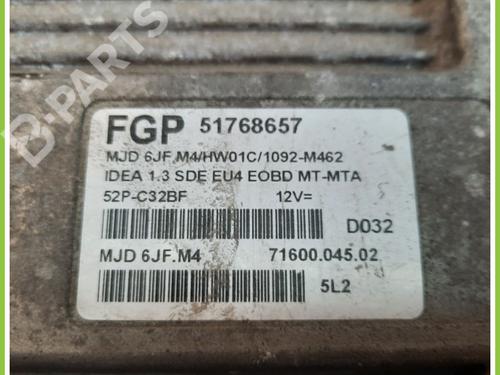 B-PARTS
FGP 51768657
MJD 6JF.M4/HW01C/1092-M462
IDEA 1.3 SDE EU4 EOBD MT-MTA
52P-C32BF 12V=
D032
MJD 6JF.M4 71600.045.02
5L2